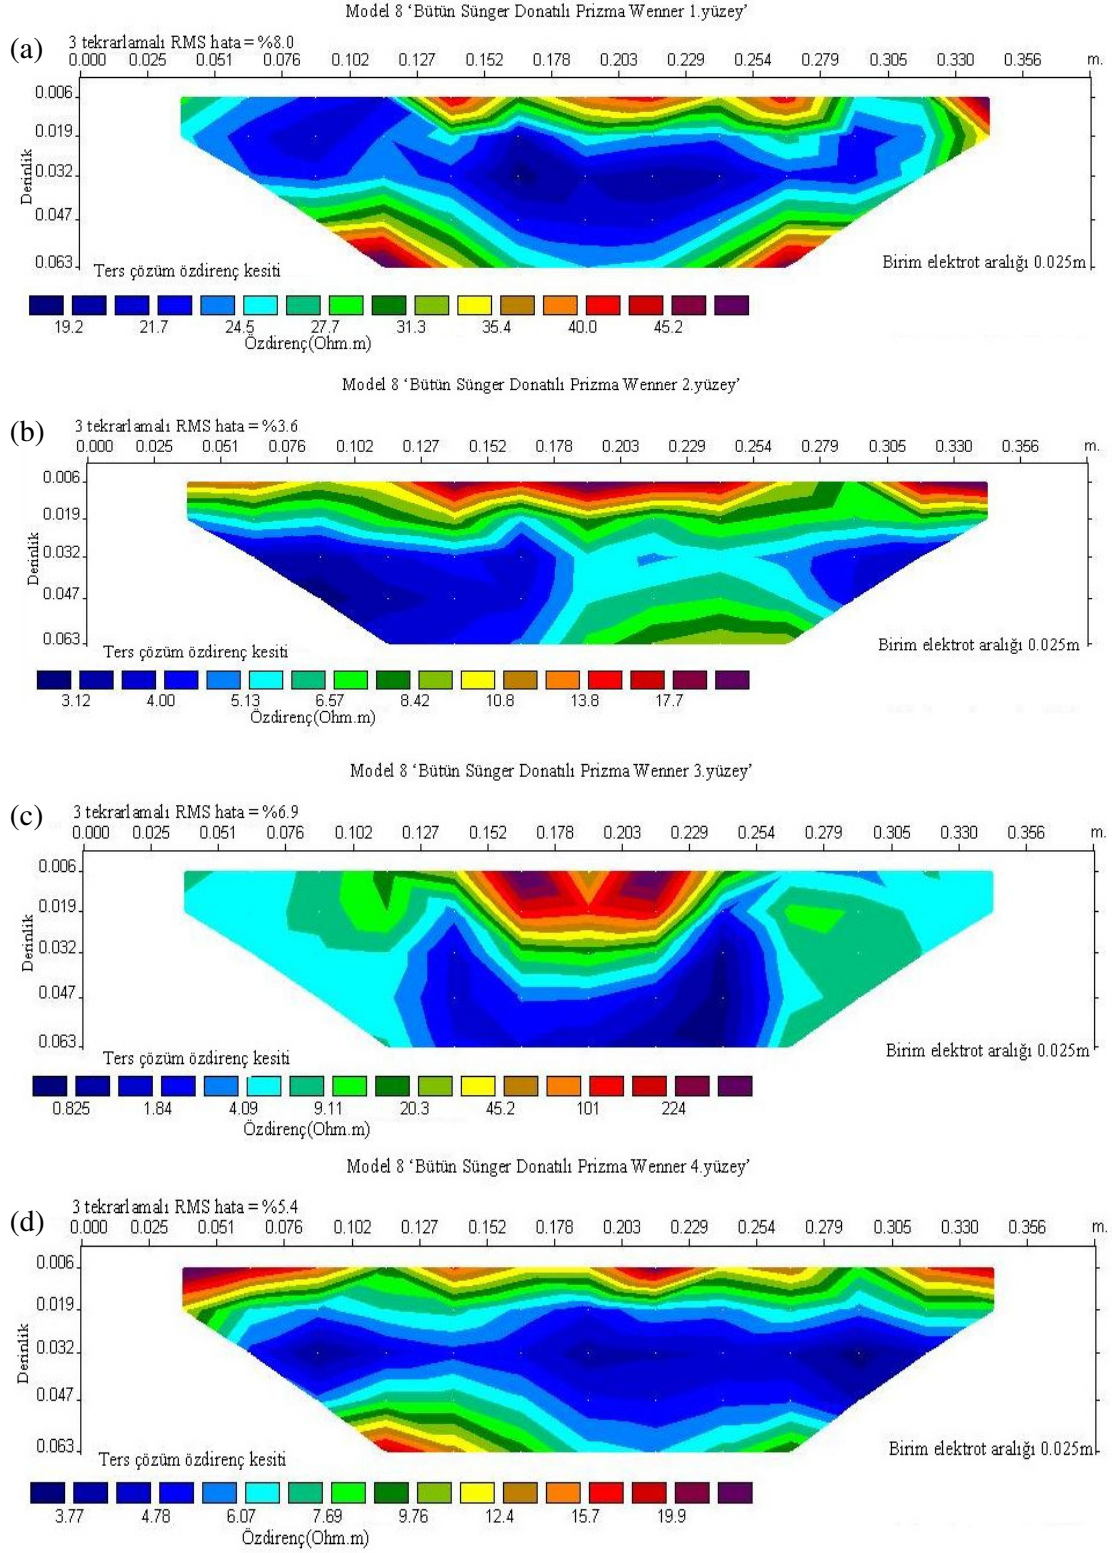 Model 8 ‘Bütün Sünger Donatılı Prizma Wenner 1.yüzey’
(a)
3 tekrarlamalı RMS hata = %8.0
0.000 0.025 0.051 0.076 0.102 0.127 0.152 0.178 0.203 0.229 0.254 0.279 0.305 0.330 0.356 m.
Derinlik
0.006
0.019
0.032
0.047
0.063
Ters çözüm özdirenç kesiti
Birim elektrot aralığı 0.025m
19.2 21.7 24.5 27.7 31.3 35.4 40.0 45.2
Özdirenç(Ohm.m)
Model 8 ‘Bütün Sünger Donatılı Prizma Wenner 2.yüzey’
(b)
3 tekrarlamalı RMS hata = %3.6
0.000 0.025 0.051 0.076 0.102 0.127 0.152 0.178 0.203 0.229 0.254 0.279 0.305 0.330 0.356 m.
Derinlik
0.006
0.019
0.032
0.047
0.063
Ters çözüm özdirenç kesiti
Birim elektrot aralığı 0.025m
3.12 4.00 5.13 6.57 8.42 10.8 13.8 17.7
Özdirenç(Ohm.m)
Model 8 ‘Bütün Sünger Donatılı Prizma Wenner 3.yüzey’
(c)
3 tekrarlamalı RMS hata = %6.9
0.000 0.025 0.051 0.076 0.102 0.127 0.152 0.178 0.203 0.229 0.254 0.279 0.305 0.330 0.356 m.
Derinlik
0.006
0.019
0.032
0.047
0.063
Ters çözüm özdirenç kesiti
Birim elektrot aralığı 0.025m
0.825 1.84 4.09 9.11 20.3 45.2 101 224
Özdirenç(Ohm.m)
Model 8 ‘Bütün Sünger Donatılı Prizma Wenner 4.yüzey’
(d)
3 tekrarlamalı RMS hata = %5.4
0.000 0.025 0.051 0.076 0.102 0.127 0.152 0.178 0.203 0.229 0.254 0.279 0.305 0.330 0.356 m.
Derinlik
0.006
0.019
0.032
0.047
0.063
Ters çözüm özdirenç kesiti
Birim elektrot aralığı 0.025m
3.77 4.78 6.07 7.69 9.76 12.4 15.7 19.9
Özdirenç(Ohm.m)